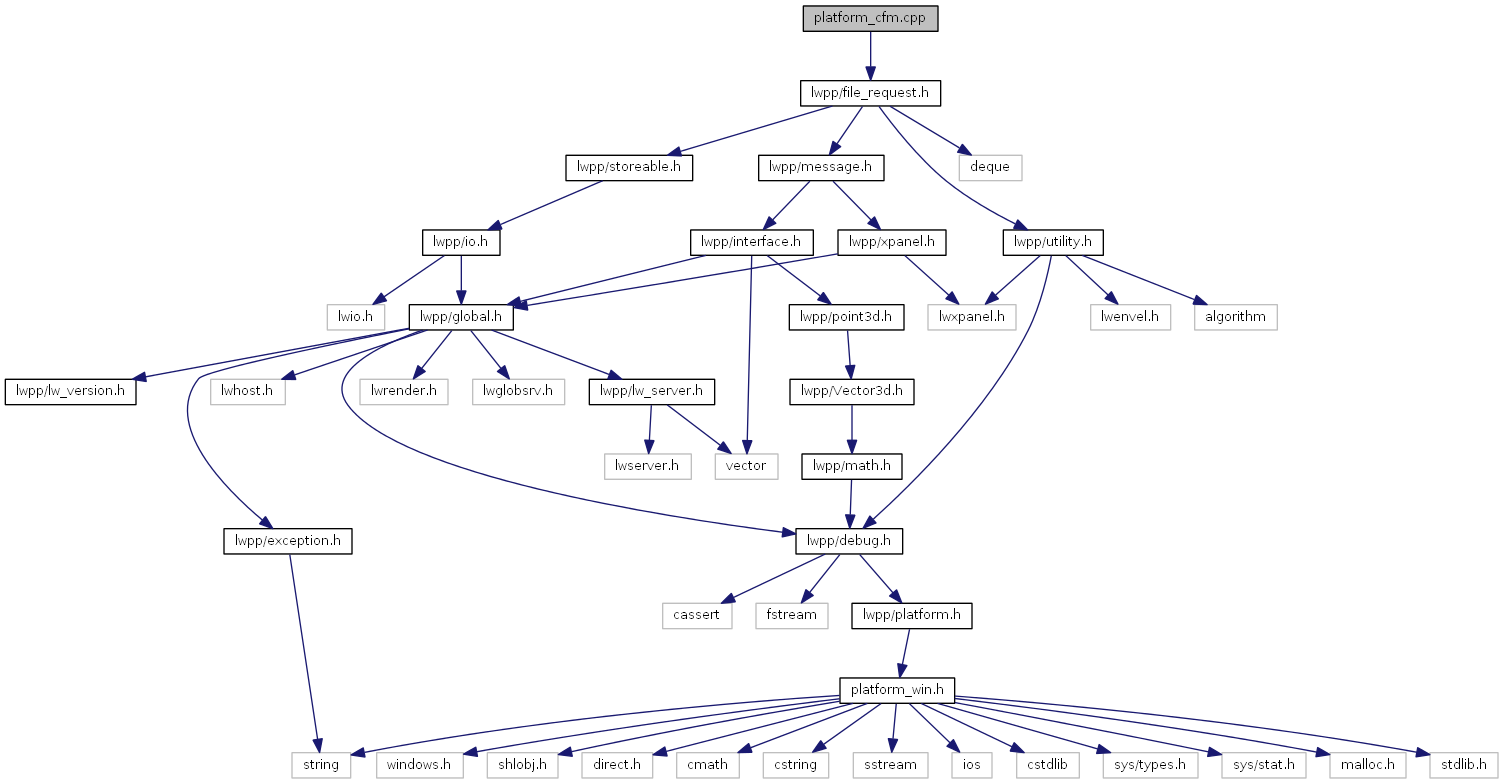 platform_cfm.cpp
lwpp/file_request.h
lwpp/storeable.h
lwpp/message.h
deque
lwpp/io.h
lwpp/interface.h
lwpp/xpanel.h
lwpp/utility.h
lwio.h
lwpp/global.h
lwpp/point3d.h
lwxpanel.h
lwenvel.h
algorithm
lwpp/lw_version.h
lwhost.h
lwrender.h
lwglobsrv.h
lwpp/lw_server.h
lwpp/Vector3d.h
lwserver.h
vector
lwpp/math.h
lwpp/exception.h
lwpp/debug.h
cassert
fstream
lwpp/platform.h
platform_win.h
string
windows.h
shlobj.h
direct.h
cmath
cstring
sstream
ios
cstdlib
sys/types.h
sys/stat.h
malloc.h
stdlib.h